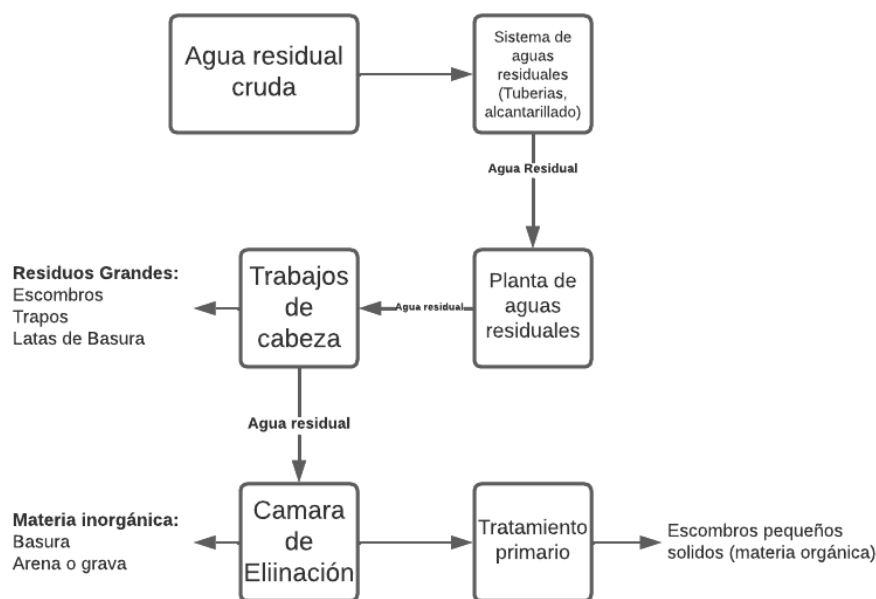 Agua residual
cruda
Sistema de
aguas
residuales
(Tuberias,
alcantarillado)
Agua Residual
Residuos Grandes:
Escombros
Trapos
Latas de Basura
Trabajos
de
cabeza
Agua residual
Planta de
aguas
residuales
Agua residual
Materia inorgánica:
Basura
Arena o grava
Camara
de
Eliinación
Tratamiento
primario
Escombros pequeños
solidos (materia orgánica)